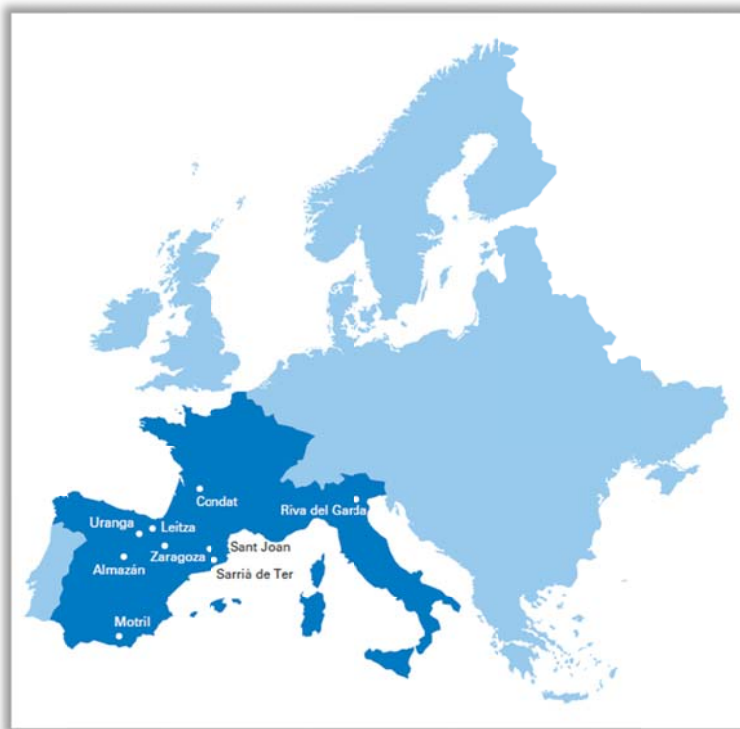 Condat
Riva del Garda
Uranga
Leitza
Zaragoza
Sant Joan
Almazán
Sarrià de Ter
Motril